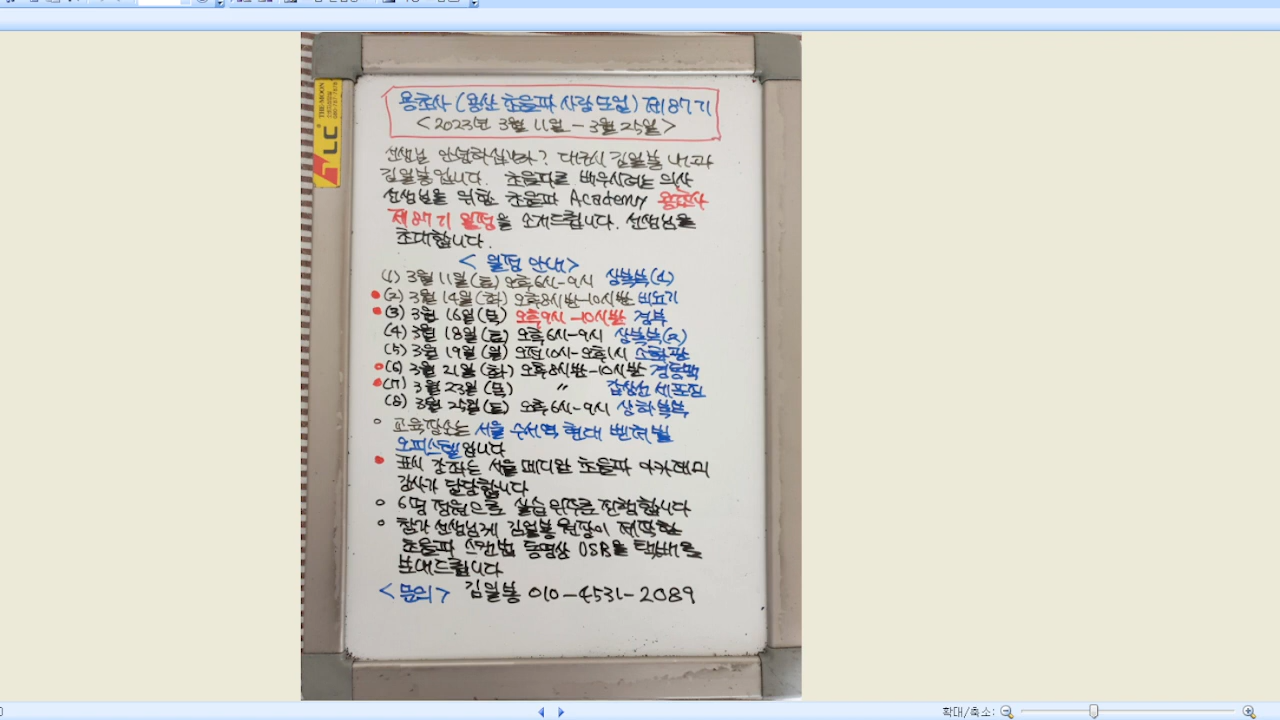 용초사 (용산 초음파 사랑 모임) 제187기
< 2023년 3월 11일 - 3월 25일 >
선생님 안녕하십니까? 대구시 김일봉 내과
김일봉입니다. 초음파를 배우시려는 의사
선생님을 위한 초음파 Academy 용초사
제187기 일정을 소개드립니다. 선생님을
초대합니다.
< 일정 안내 >
(1) 3월 11일 (토) 오후 6시-9시 상복부(1)
(2) 3월 14일 (화) 오후8시반-10시반 비뇨기
(3) 3월 16일 (목) 오후9시-10시반 경부
(4) 3월 18일 (토) 오후 6시-9시 상복부(2)
(5) 3월 19일 (일) 오전10시-오후1시 소화관
(6) 3월 21일 (화) 오후8시반-10시반 경동맥
(7) 3월 23일 (목) 〃 갑상선 세포진
(8) 3월 25일 (토) 오후 6시-9시 상하복부
○ 교육장소는 서울 수서역 현대 벤처빌
오피스텔입니다
● 표시 강좌는 서울 메디칼 초음파 아카데미
강사가 담당합니다
○ 6명 정원으로 실습 위주로 진행합니다
○ 참가 선생님께 김일봉 원장이 제작한
초음파 스캔법 동영상 USB을 택배로
보내드립니다
<문의> 김일봉 010-4531-2089
THE-MOON
LC
확대/축소: